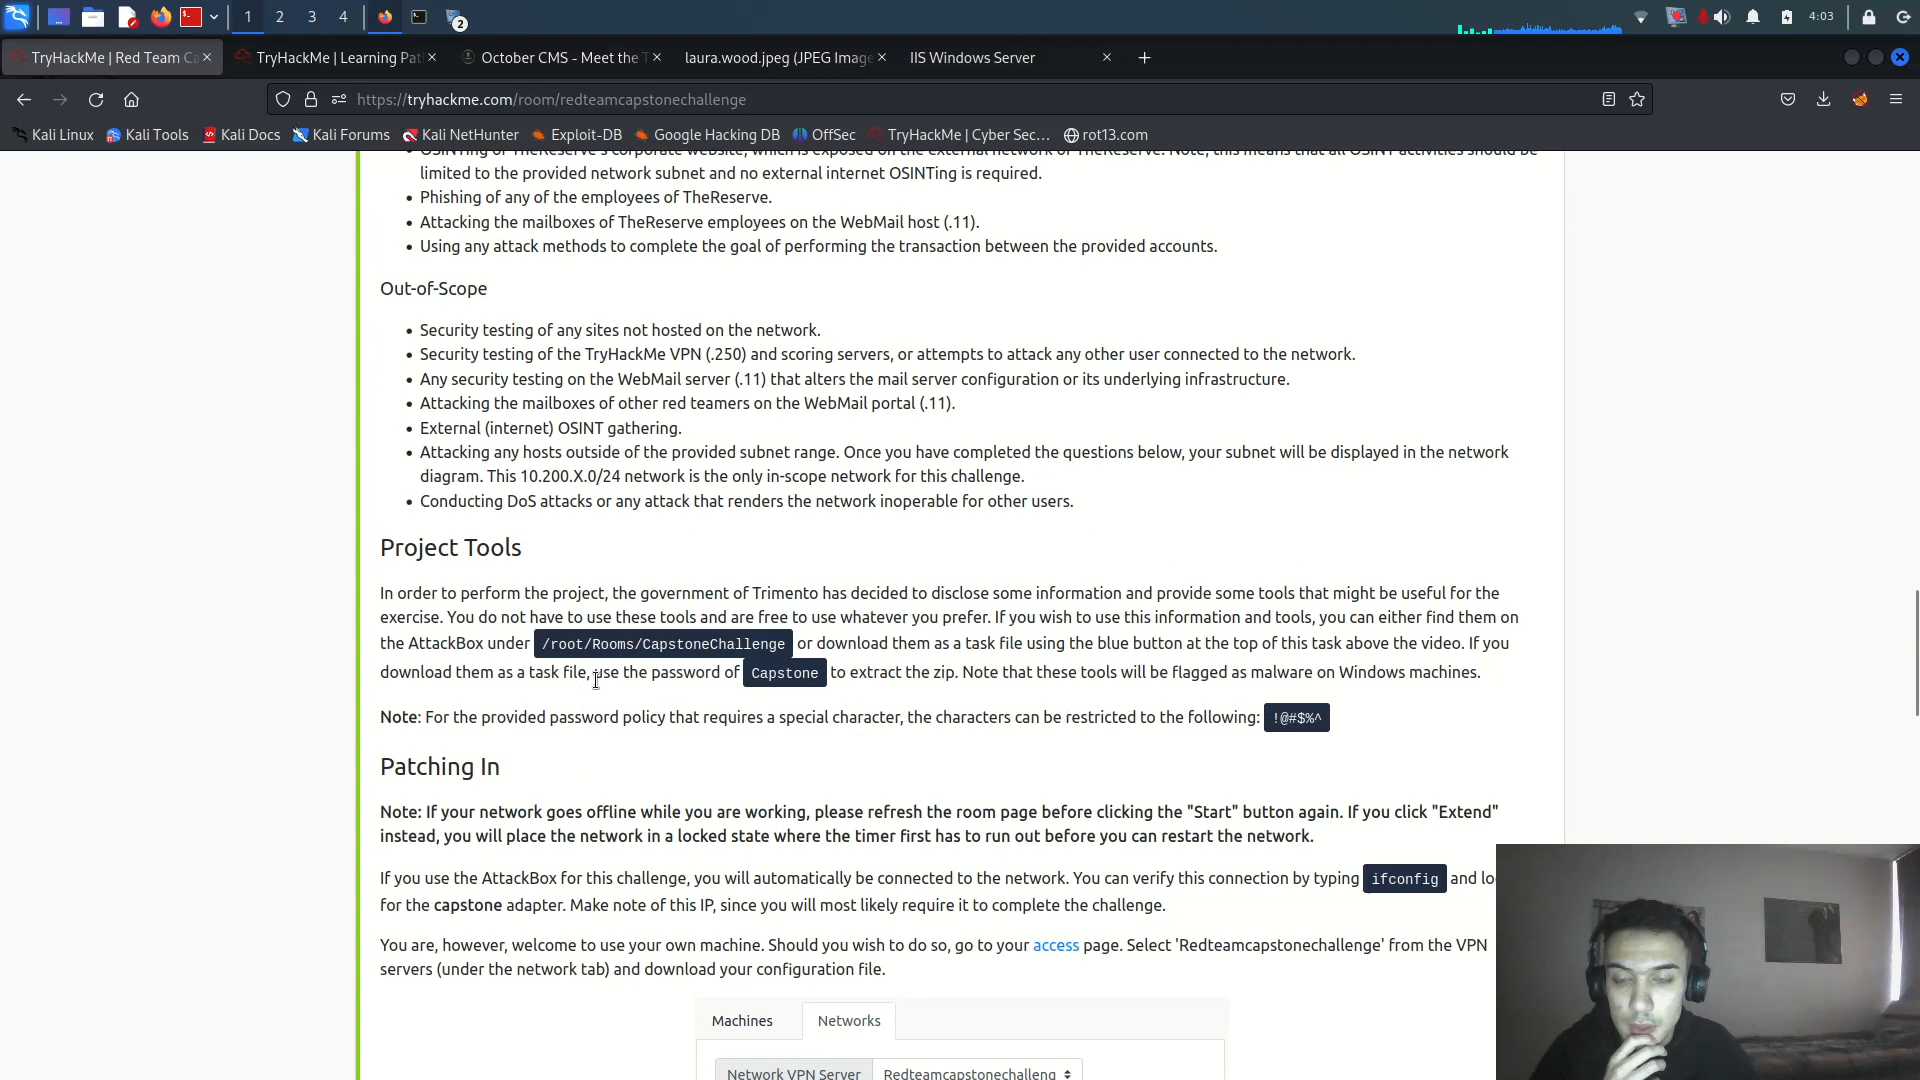 1 2 3 4
2
4:03
TryHackMe | Red Team Ca
TryHackMe | Learning Pat
October CMS - Meet the T
laura.wood.jpeg (JPEG Image
IIS Windows Server
https://tryhackme.com/room/redteamcapstonechallenge
Kali Linux
Kali Tools
Kali Docs
Kali Forums
Kali NetHunter
Exploit-DB
Google Hacking DB
OffSec
TryHackMe | Cyber Sec…
rot13.com
OSINTing of TheReserve's corporate website, which is exposed on the external network of TheReserve. Note, this means that all OSINT activities should be
limited to the provided network subnet and no external internet OSINTing is required.
Phishing of any of the employees of TheReserve.
Attacking the mailboxes of TheReserve employees on the WebMail host (.11).
Using any attack methods to complete the goal of performing the transaction between the provided accounts.
Out-of-Scope
Security testing of any sites not hosted on the network.
Security testing of the TryHackMe VPN (.250) and scoring servers, or attempts to attack any other user connected to the network.
Any security testing on the WebMail server (.11) that alters the mail server configuration or its underlying infrastructure.
Attacking the mailboxes of other red teamers on the WebMail portal (.11).
External (internet) OSINT gathering.
Attacking any hosts outside of the provided subnet range. Once you have completed the questions below, your subnet will be displayed in the network
diagram. This 10.200.X.0/24 network is the only in-scope network for this challenge.
Conducting DoS attacks or any attack that renders the network inoperable for other users.
Project Tools
In order to perform the project, the government of Trimento has decided to disclose some information and provide some tools that might be useful for the
exercise. You do not have to use these tools and are free to use whatever you prefer. If you wish to use this information and tools, you can either find them on
the AttackBox under /root/Rooms/CapstoneChallenge or download them as a task file using the blue button at the top of this task above the video. If you
download them as a task file, use the password of Capstone to extract the zip. Note that these tools will be flagged as malware on Windows machines.
Note: For the provided password policy that requires a special character, the characters can be restricted to the following: !@#$%^
Patching In
Note: If your network goes offline while you are working, please refresh the room page before clicking the "Start" button again. If you click "Extend"
instead, you will place the network in a locked state where the timer first has to run out before you can restart the network.
If you use the AttackBox for this challenge, you will automatically be connected to the network. You can verify this connection by typing ifconfig and lo
for the capstone adapter. Make note of this IP, since you will most likely require it to complete the challenge.
You are, however, welcome to use your own machine. Should you wish to do so, go to your access page. Select 'Redteamcapstonechallenge' from the VPN
servers (under the network tab) and download your configuration file.
Machines
Networks
Network VPN Server
Redteamcapstonechalleng